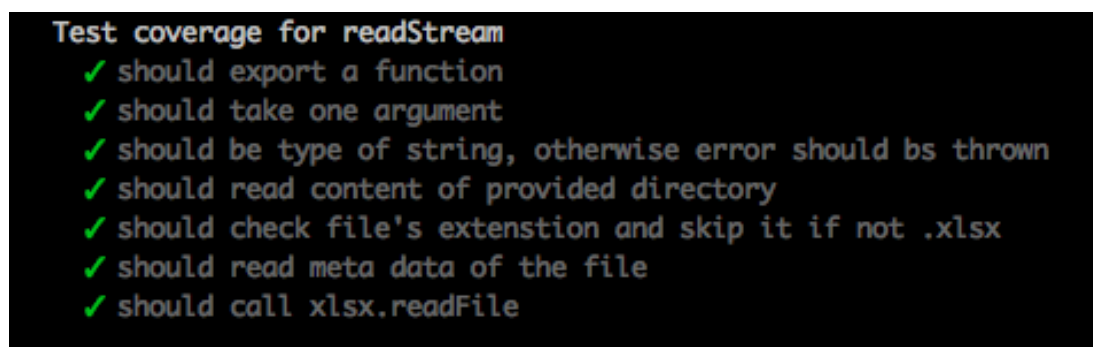 Test coverage for readStream
✓ should export a function
✓ should take one argument
✓ should be type of string, otherwise error should bs thrown
✓ should read content of provided directory
✓ should check file's extenstion and skip it if not .xlsx
✓ should read meta data of the file
✓ should call xlsx.readFile